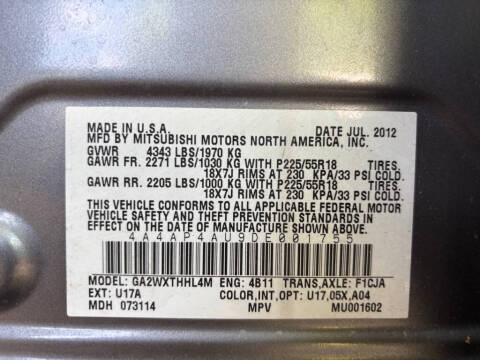 MADE IN U.S.A. DATE JUL. 2012
MFD BY MITSUBISHI MOTORS NORTH AMERICA, INC.
GVWR 4343 LBS/1970 KG
GAWR FR. 2271 LBS/1030 KG WITH P225/55R18 TIRES.
18X7J RIMS AT 230 KPA/33 PSI COLD.
GAWR RR. 2205 LBS/1000 KG WITH P225/55R18 TIRES.
18X7J RIMS AT 230 KPA/33 PSI COLD.
THIS VEHICLE CONFORMS TO ALL APPLICABLE FEDERAL MOTOR
VEHICLE SAFETY AND THEFT PREVENTION STANDARDS IN
EFFECT ON THE DATE OF MANUFACTURE SHOWN ABOVE.
4A4AP4AU9DE001755
MODEL: GA2WXTHHL4M ENG: 4B11 TRANS,AXLE: F1CJA
EXT: U17A COLOR,INT,OPT: U17,05X,A04
MDH 073114 MPV MU001602